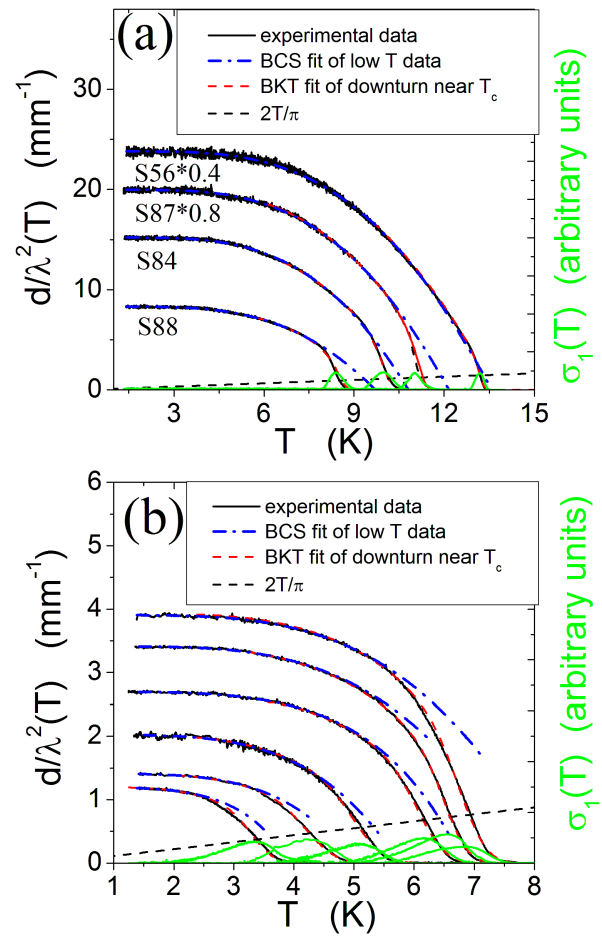 (a)
experimental data
BCS fit of low T data
BKT fit of downturn near Tc
2T/π
S56*0.4
S87*0.8
S84
S88
30
20
10
0
3
6
9
12
15
T (K)
d/λ²(T) (mm⁻¹)
σ₁(T) (arbitrary units)
(b)
experimental data
BCS fit of low T data
BKT fit of downturn near Tc
2T/π
6
5
4
3
2
1
0
1
2
3
4
5
6
7
8
T (K)
d/λ²(T) (mm⁻¹)
σ₁(T) (arbitrary units)